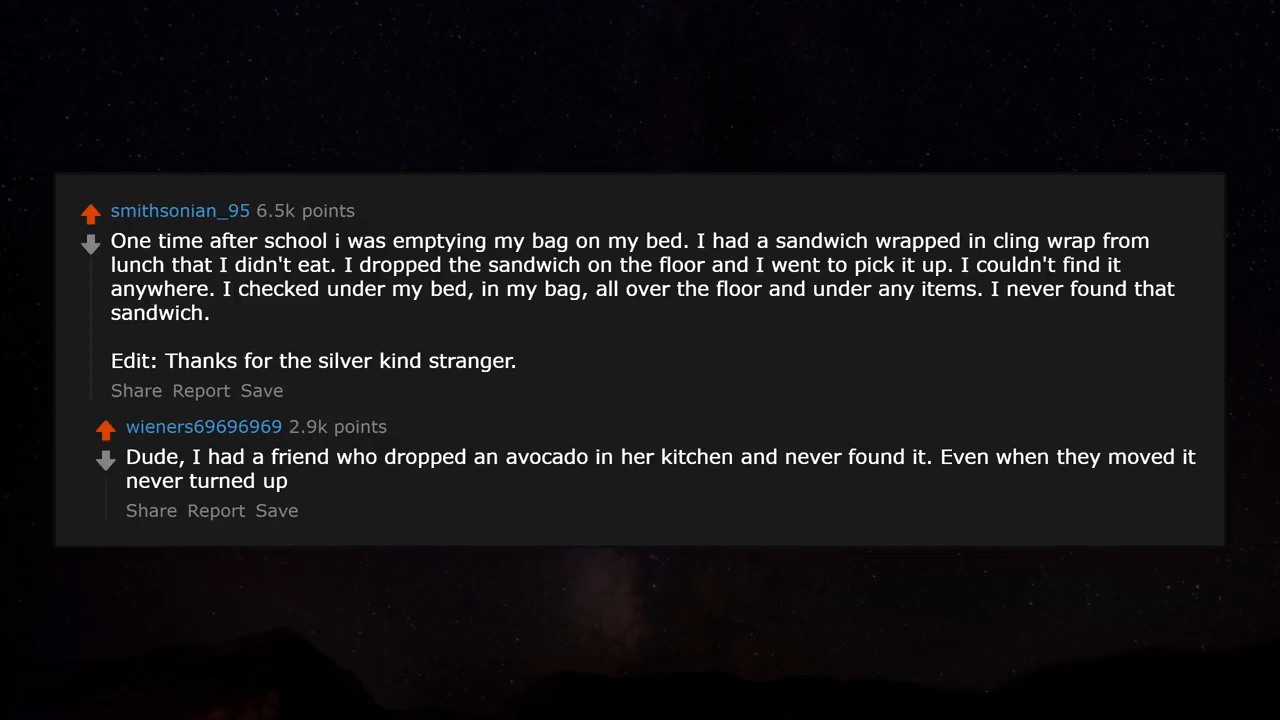 smithsonian_95 6.5k points
One time after school i was emptying my bag on my bed. I had a sandwich wrapped in cling wrap from
lunch that I didn't eat. I dropped the sandwich on the floor and I went to pick it up. I couldn't find it
anywhere. I checked under my bed, in my bag, all over the floor and under any items. I never found that
sandwich.
Edit: Thanks for the silver kind stranger.
Share Report Save
wieners69696969 2.9k points
Dude, I had a friend who dropped an avocado in her kitchen and never found it. Even when they moved it
never turned up
Share Report Save